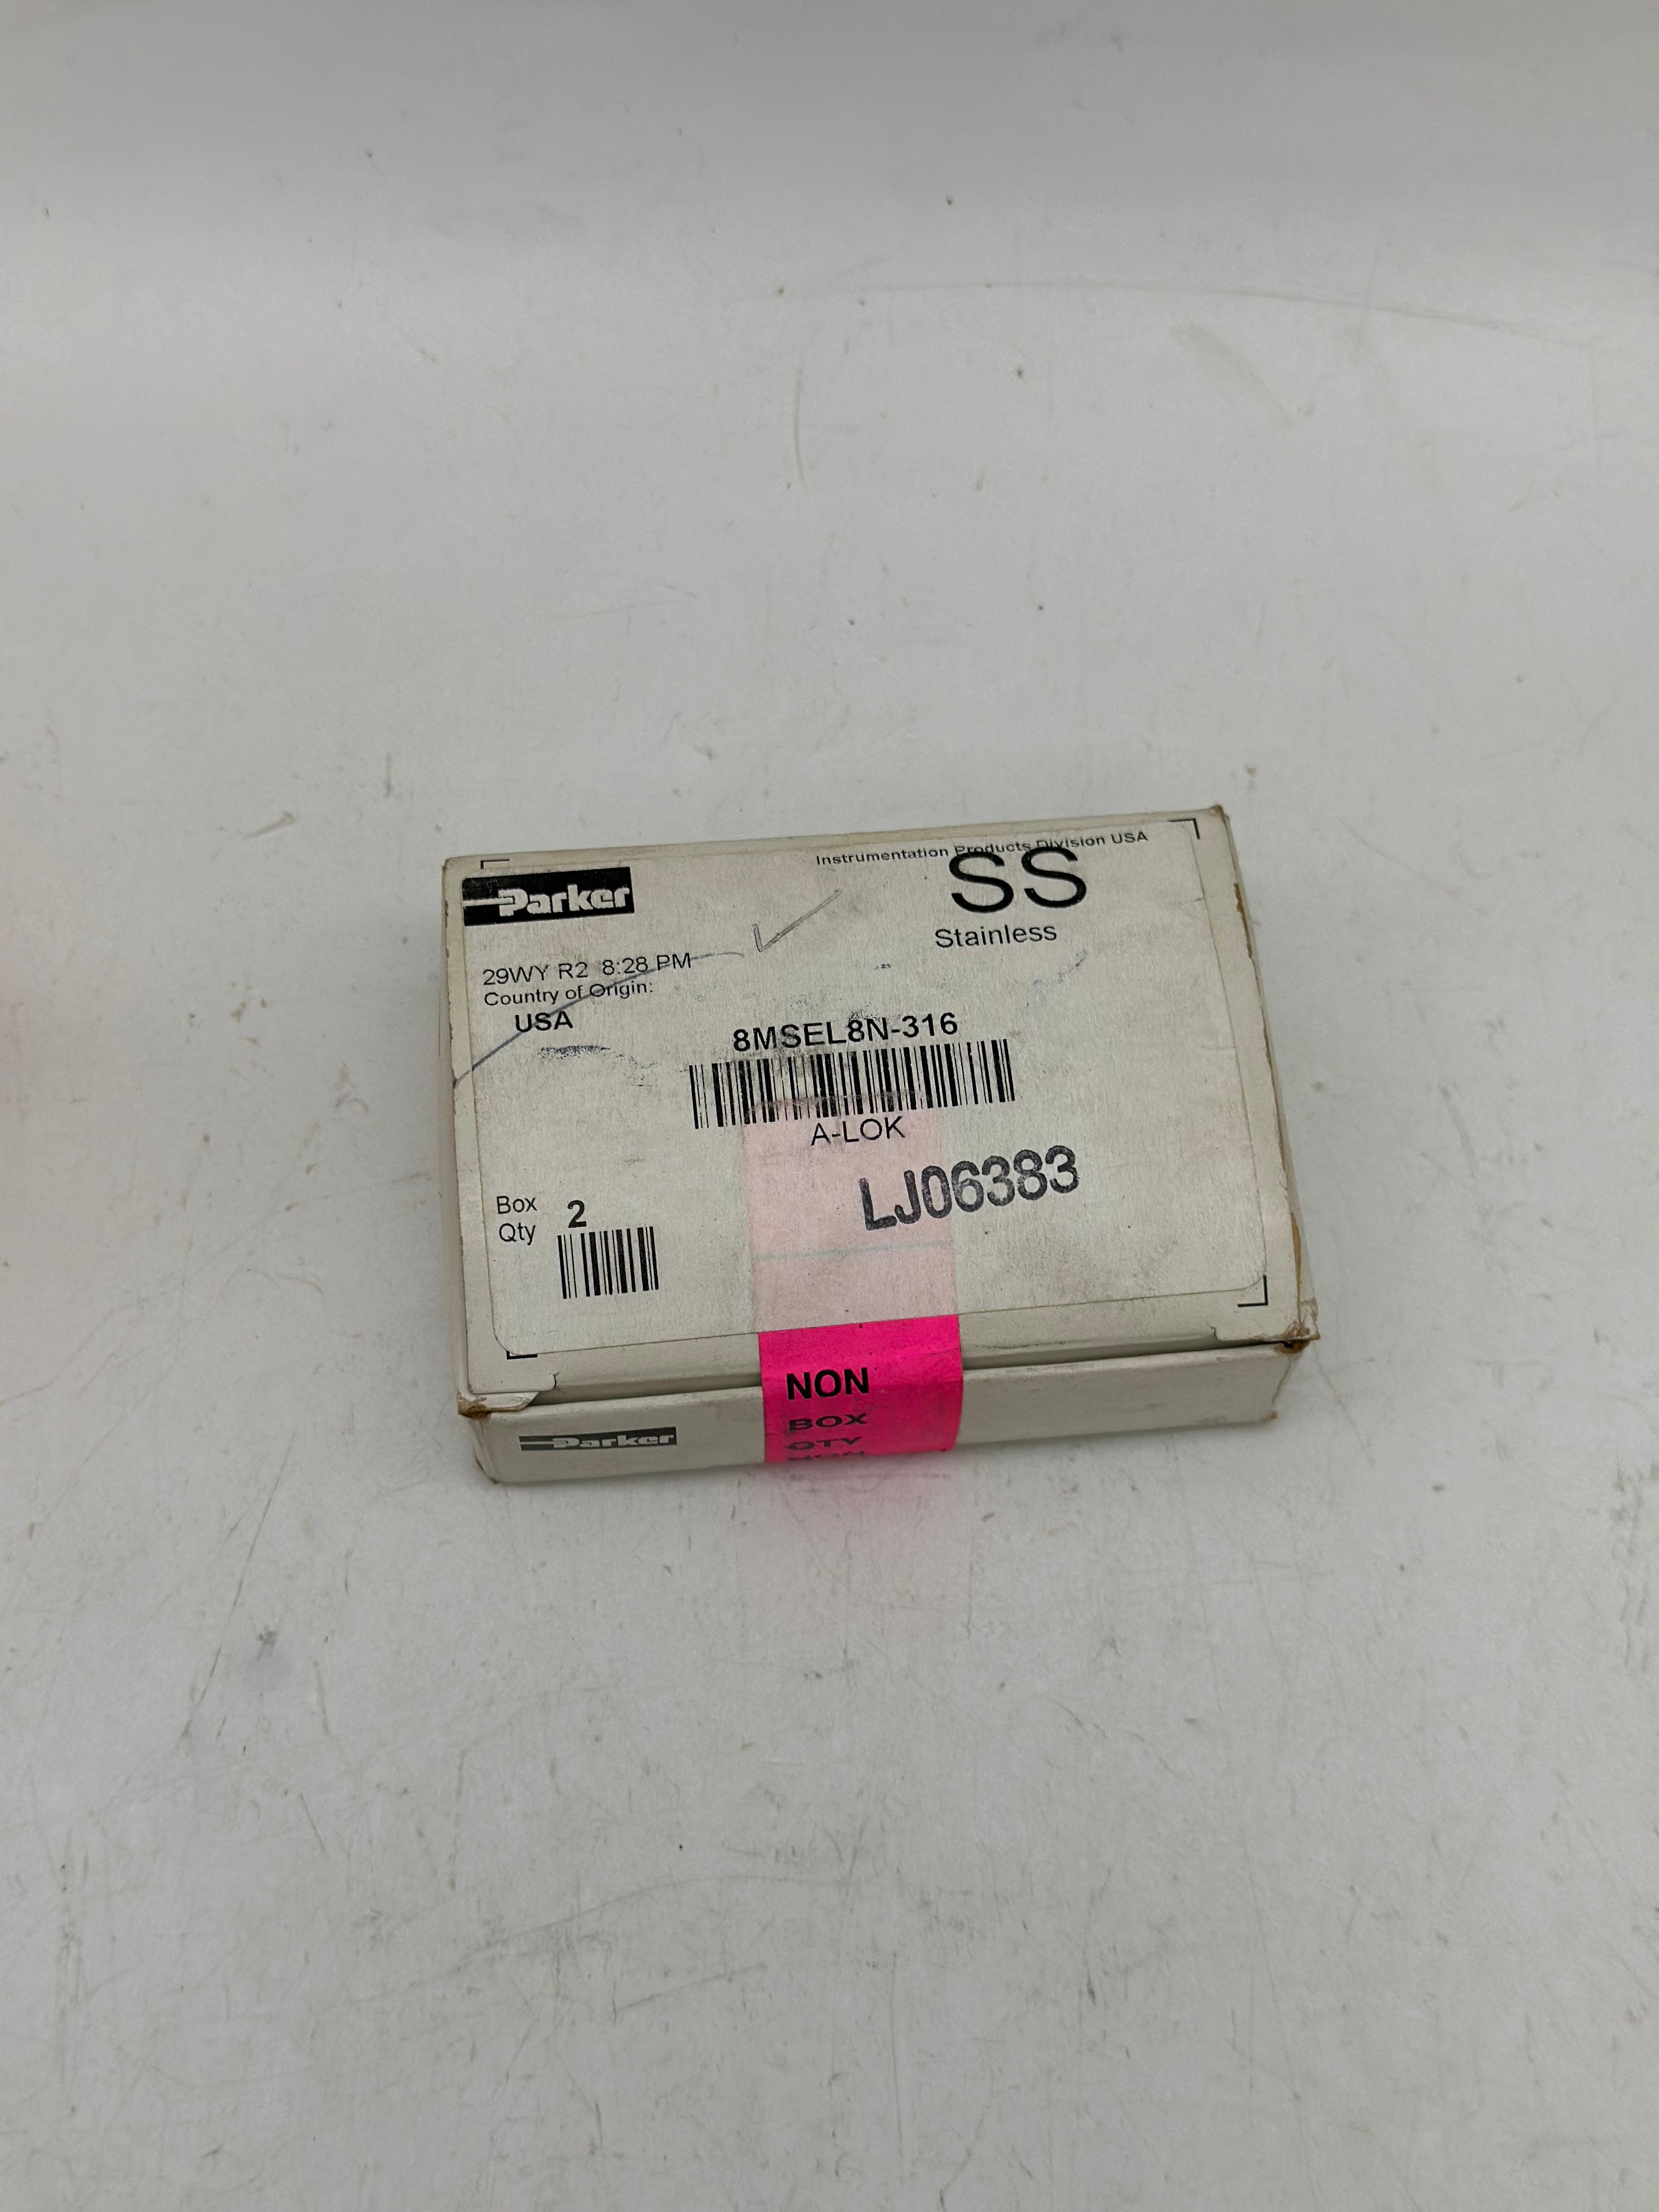 Instrumentation Products Division USA
Parker
SS
Stainless
29WY R2 8:28 PM
Country of Origin:
USA
8MSEL8N-316
A-LOK
LJ06383
Box
Qty
2
NON
BOX
QTY
NON
Parker